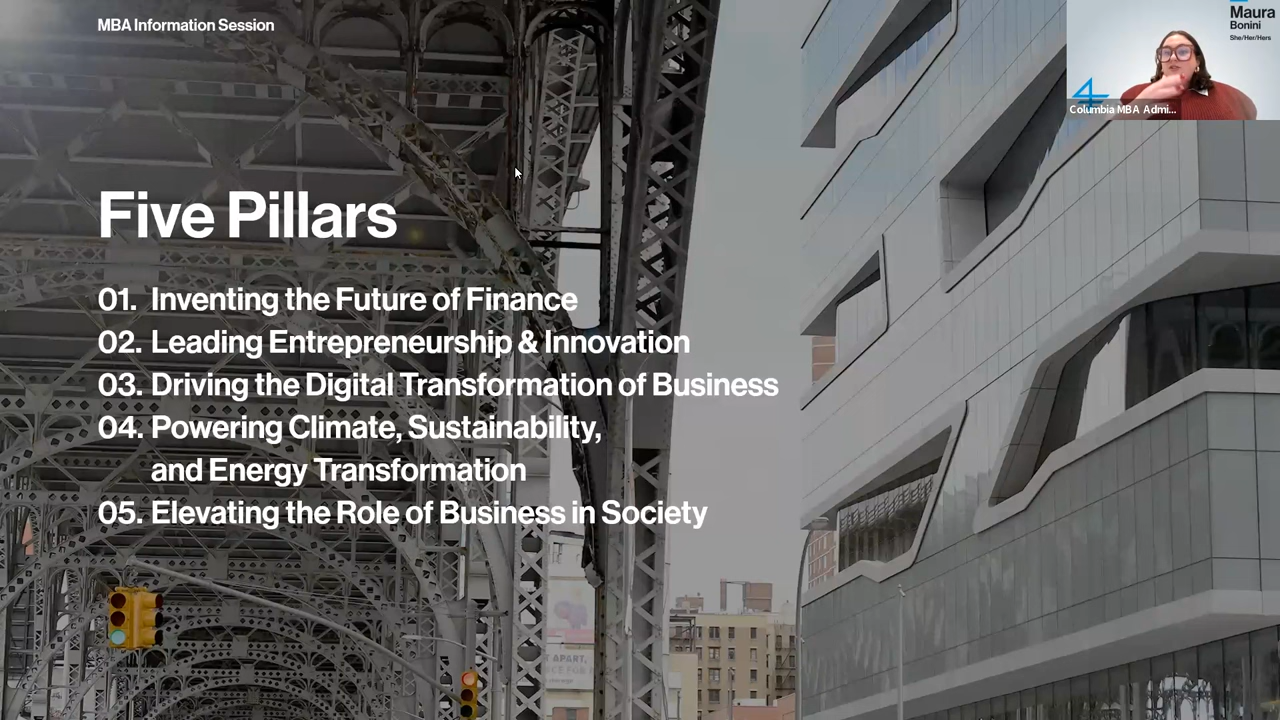 MBA Information Session
Maura
Bonini
She/Her/Hers
Columbia MBA Admi...
Five Pillars
01. Inventing the Future of Finance
02. Leading Entrepreneurship & Innovation
03. Driving the Digital Transformation of Business
04. Powering Climate, Sustainability,
and Energy Transformation
05. Elevating the Role of Business in Society
T APART,